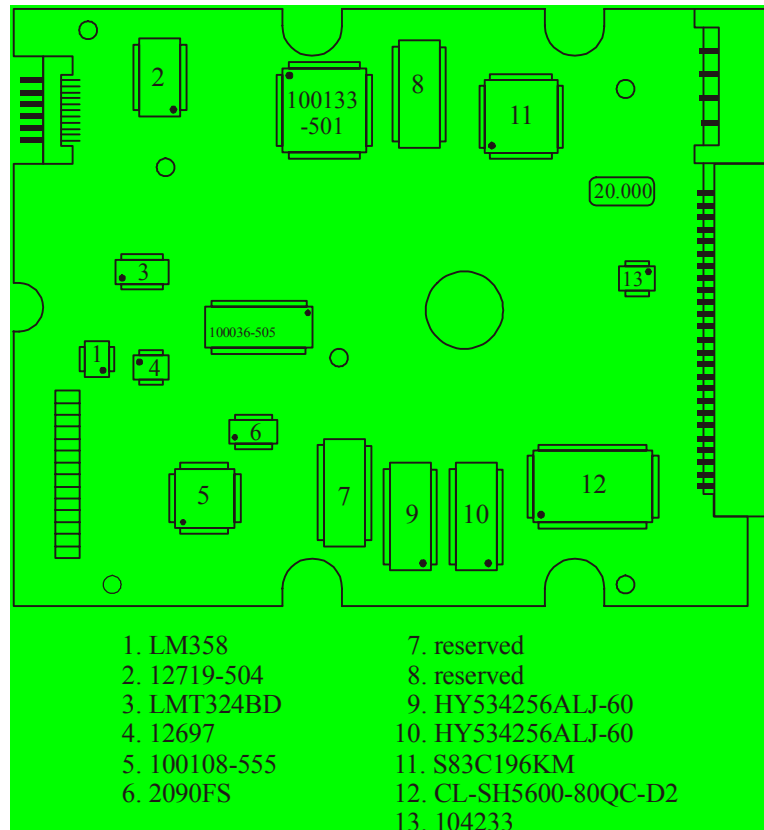 2
100133
-501
8
11
20.000
3
13
100036-505
1
4
6
5
7
9
10
12
1. LM358
2. 12719-504
3. LMT324BD
4. 12697
5. 100108-555
6. 2090FS
7. reserved
8. reserved
9. HY534256ALJ-60
10. HY534256ALJ-60
11. S83C196KM
12. CL-SH5600-80QC-D2
13. 104233